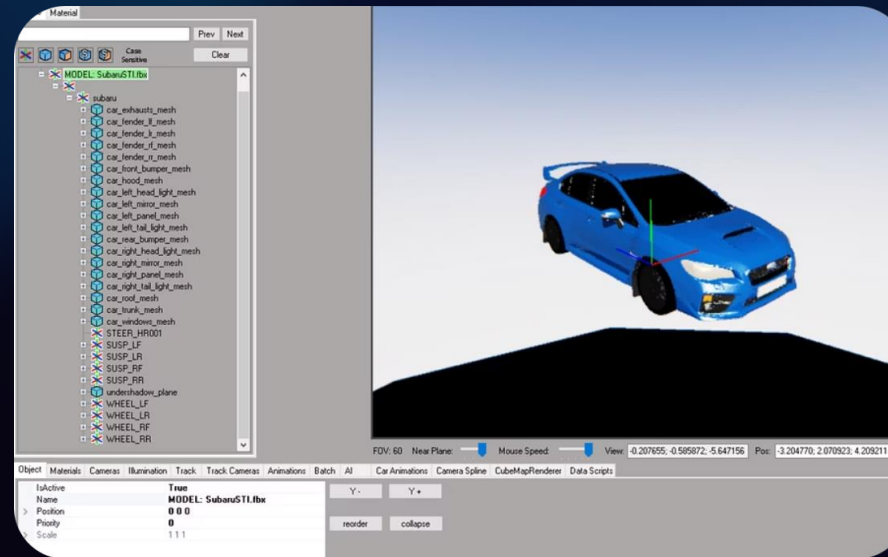 Material
Prev Next
Case
Sensitive
Clear
MODEL: SubaruSTI.fbx
subaru
car_exhausts_mesh
car_fender_lf_mesh
car_fender_lr_mesh
car_fender_rf_mesh
car_fender_rr_mesh
car_front_bumper_mesh
car_hood_mesh
car_left_head_light_mesh
car_left_mirror_mesh
car_left_panel_mesh
car_left_tail_light_mesh
car_rear_bumper_mesh
car_right_head_light_mesh
car_right_mirror_mesh
car_right_panel_mesh
car_right_tail_light_mesh
car_roof_mesh
car_trunk_mesh
car_windows_mesh
STEER_HR001
SUSP_LF
SUSP_LR
SUSP_RF
SUSP_RR
undershadow_plane
WHEEL_LF
WHEEL_LR
WHEEL_RF
WHEEL_RR
FOV: 60 Near Plane: Mouse Speed: View: -0.207655; -0.585872; -5.647156 Pos: -3.204770; 2.070923; 4.209211
Object Materials Cameras Illumination Track Track Cameras Animations Batch AI Car Animations Camera Spline CubeMapRenderer Data Scripts
IsActive True
Name MODEL: SubaruSTI.fbx
Position 0 0 0
Priority 0
Scale 1 1 1
Y - Y +
reorder collapse